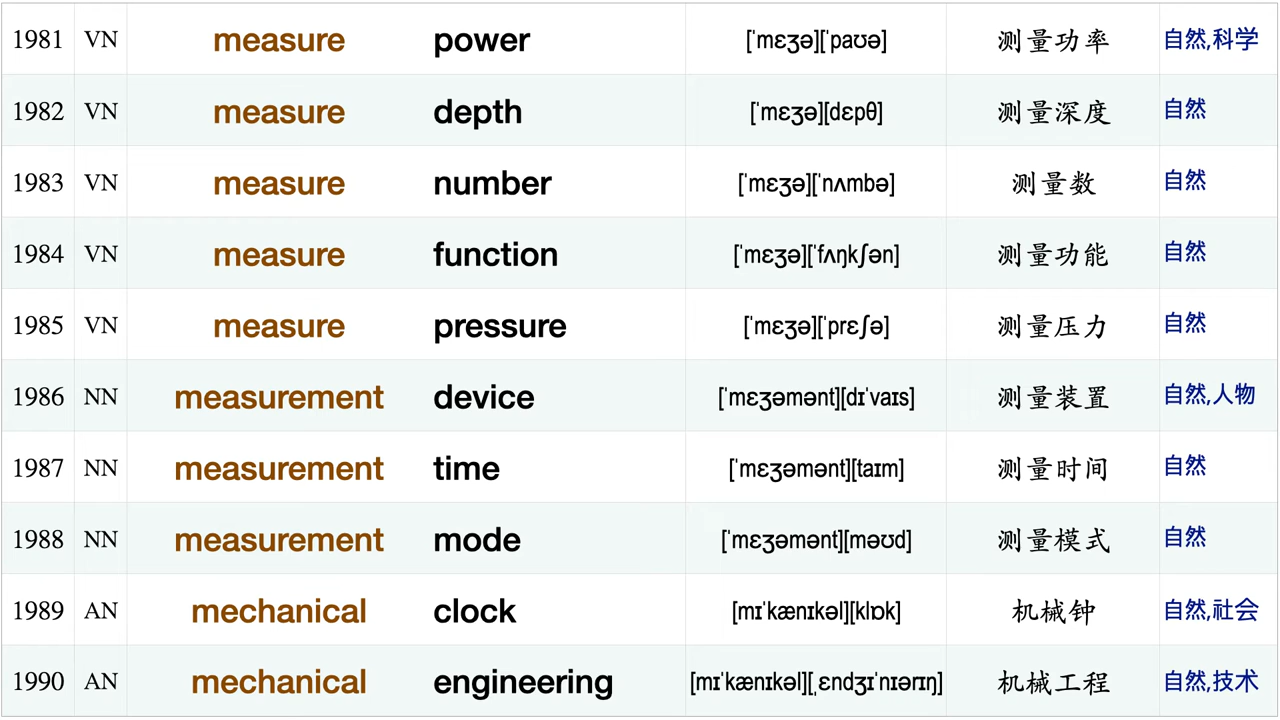 1981 VN measure power [ˈmɛʒə][ˈpaʊə] 测量功率 自然,科学
1982 VN measure depth [ˈmɛʒə][dɛpθ] 测量深度 自然
1983 VN measure number [ˈmɛʒə][ˈnʌmbə] 测量数 自然
1984 VN measure function [ˈmɛʒə][ˈfʌŋkʃən] 测量功能 自然
1985 VN measure pressure [ˈmɛʒə][ˈprɛʃə] 测量压力 自然
1986 NN measurement device [ˈmɛʒəmənt][dɪˈvaɪs] 测量装置 自然,人物
1987 NN measurement time [ˈmɛʒəmənt][taɪm] 测量时间 自然
1988 NN measurement mode [ˈmɛʒəmənt][məʊd] 测量模式 自然
1989 AN mechanical clock [mɪˈkænɪkəl][klɒk] 机械钟 自然,社会
1990 AN mechanical engineering [mɪˈkænɪkəl][ˌɛndʒɪˈnɪərɪŋ] 机械工程 自然,技术